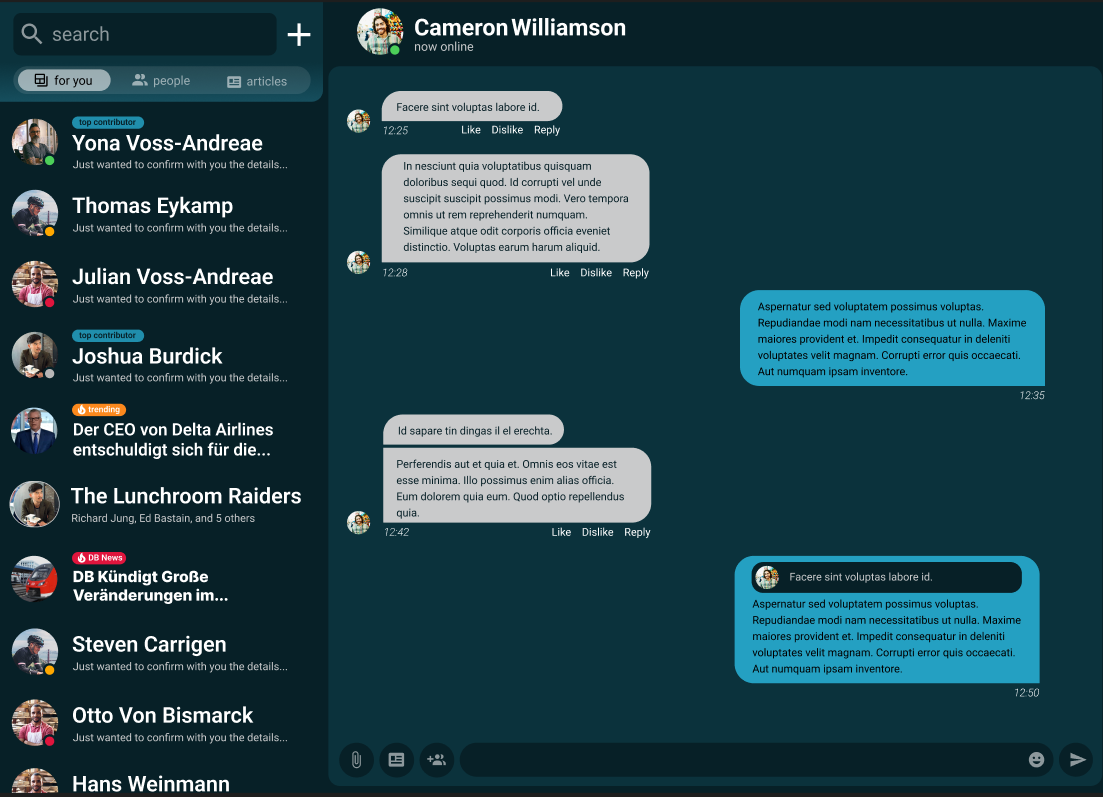 search
for you
people
articles
top contributor
Yona Voss-Andreae
Just wanted to confirm with you the details...
Thomas Eykamp
Just wanted to confirm with you the details...
Julian Voss-Andreae
Just wanted to confirm with you the details...
top contributor
Joshua Burdick
Just wanted to confirm with you the details...
trending
Der CEO von Delta Airlines
entschuldigt sich für die...
The Lunchroom Raiders
Richard Jung, Ed Bastain, and 5 others
DB News
DB Kündigt Große
Veränderungen im...
Steven Carrigen
Just wanted to confirm with you the details...
Otto Von Bismarck
Just wanted to confirm with you the details...
Hans Weinmann
Cameron Williamson
now online
Facere sint voluptas labore id.
12:25 Like Dislike Reply
In nesciunt quia voluptatibus quisquam
doloribus sequi quod. Id corrupti vel unde
suscipit suscipit possimus modi. Vero tempora
omnis ut rem reprehenderit numquam.
Similique atque odit corporis officia eveniet
distinctio. Voluptas earum harum aliquid.
12:28 Like Dislike Reply
Aspernatur sed voluptatem possimus voluptas.
Repudiandae modi nam necessitatibus ut nulla. Maxime
maiores provident et. Impedit consequatur in deleniti
voluptates velit magnam. Corrupti error quis occaecati.
Aut numquam ipsam inventore.
12:35
Id sapare tin dingas il el erechta.
Perferendis aut et quia et. Omnis eos vitae est
esse minima. Illo possimus enim alias officia.
Eum dolorem quia eum. Quod optio repellendus
quia.
12:42 Like Dislike Reply
Facere sint voluptas labore id.
Aspernatur sed voluptatem possimus voluptas.
Repudiandae modi nam necessitatibus ut nulla. Maxime
maiores provident et. Impedit consequatur in deleniti
voluptates velit magnam. Corrupti error quis occaecati.
Aut numquam ipsam inventore.
12:50